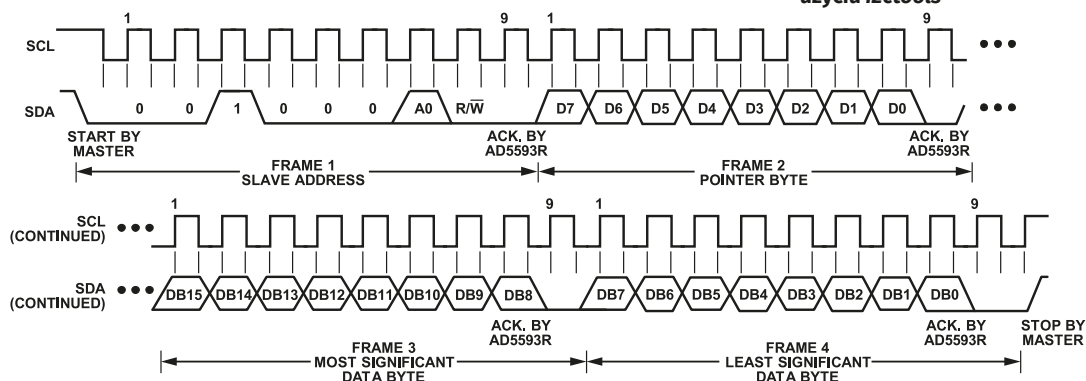 użycia i2ctools
1 9 1 9
SCL
SDA 0 0 1 0 0 0 A0 R/W D7 D6 D5 D4 D3 D2 D1 D0
START BY MASTER
ACK. BY AD5593R
ACK. BY AD5593R
FRAME 1
SLAVE ADDRESS
FRAME 2
POINTER BYTE
1 9 1 9
SCL
(CONTINUED)
SDA
(CONTINUED)
DB15 DB14 DB13 DB12 DB11 DB10 DB9 DB8 DB7 DB6 DB5 DB4 DB3 DB2 DB1 DB0
ACK. BY AD5593R
ACK. BY AD5593R
STOP BY MASTER
FRAME 3
MOST SIGNIFICANT
DATA BYTE
FRAME 4
LEAST SIGNIFICANT
DATA BYTE